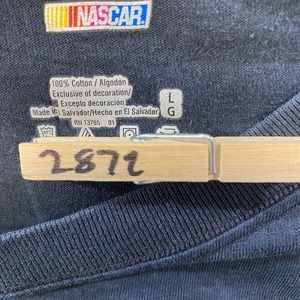 NASCAR
100% Cotton / Algodón
Exclusive of decoration/
Excepto decoración
Made in El Salvador/Hecho en El Salvador
RN 13765 01
L
G
2872